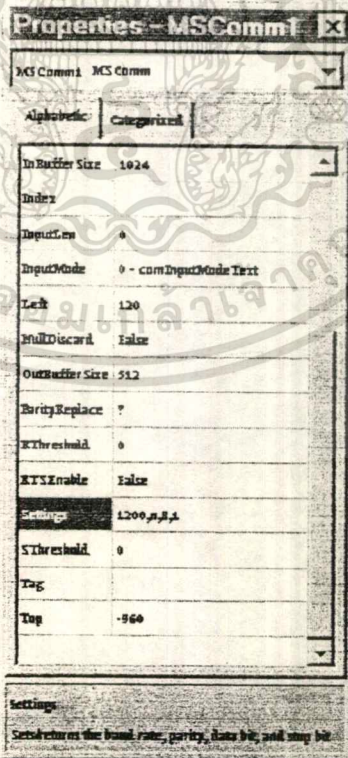 Properties - MSComm1
MSComm1 MSComm
Alphabetic Categorized
InBufferSize 1024
Index
InputLen 0
InputMode 0 - comInputModeText
Left 120
NullDiscard False
OutBufferSize 512
ParityReplace ?
RThreshold 0
RTSEnable False
Settings 1200,n,8,1
SThreshold 0
Tag
Top -960
Settings
Sets/returns the baud rate, parity, data bit, and stop bit